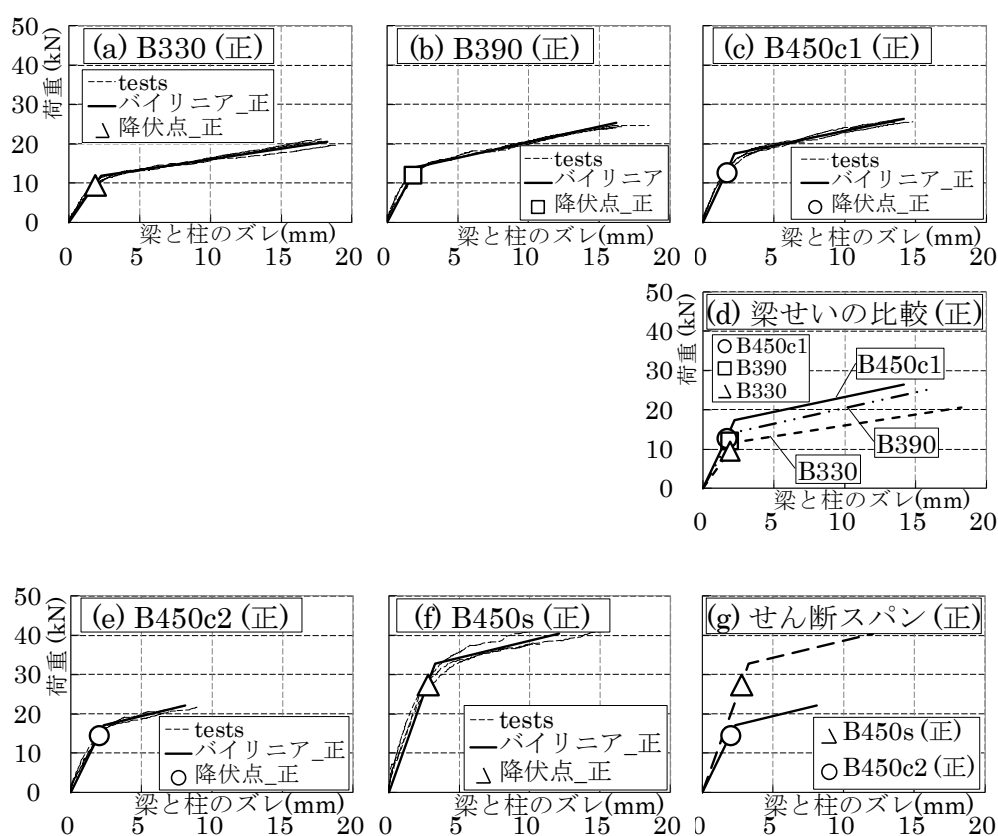 (a) B330 (正)
荷重 (kN)
50
40
30
20
10
0
tests
バイリニア_正
降伏点_正
梁と柱のズレ(mm)
0 5 10 15 20
(b) B390 (正)
tests
バイリニア
降伏点_正
梁と柱のズレ(mm)
0 5 10 15 20
(c) B450c1 (正)
tests
バイリニア_正
降伏点_正
梁と柱のズレ(mm)
0 5 10 15 20
(d) 梁せいの比較 (正)
荷重 (kN)
50
40
30
20
10
0
B450c1
B390
B330
B450c1
B390
B330
梁と柱のズレ(mm)
0 5 10 15 20
(e) B450c2 (正)
荷重 (kN)
50
40
30
20
10
0
tests
バイリニア_正
降伏点_正
梁と柱のズレ(mm)
0 5 10 15 20
(f) B450s (正)
tests
バイリニア_正
降伏点_正
梁と柱のズレ(mm)
0 5 10 15 20
(g) せん断スパン (正)
B450s (正)
B450c2 (正)
梁と柱のズレ(mm)
0 5 10 15 20